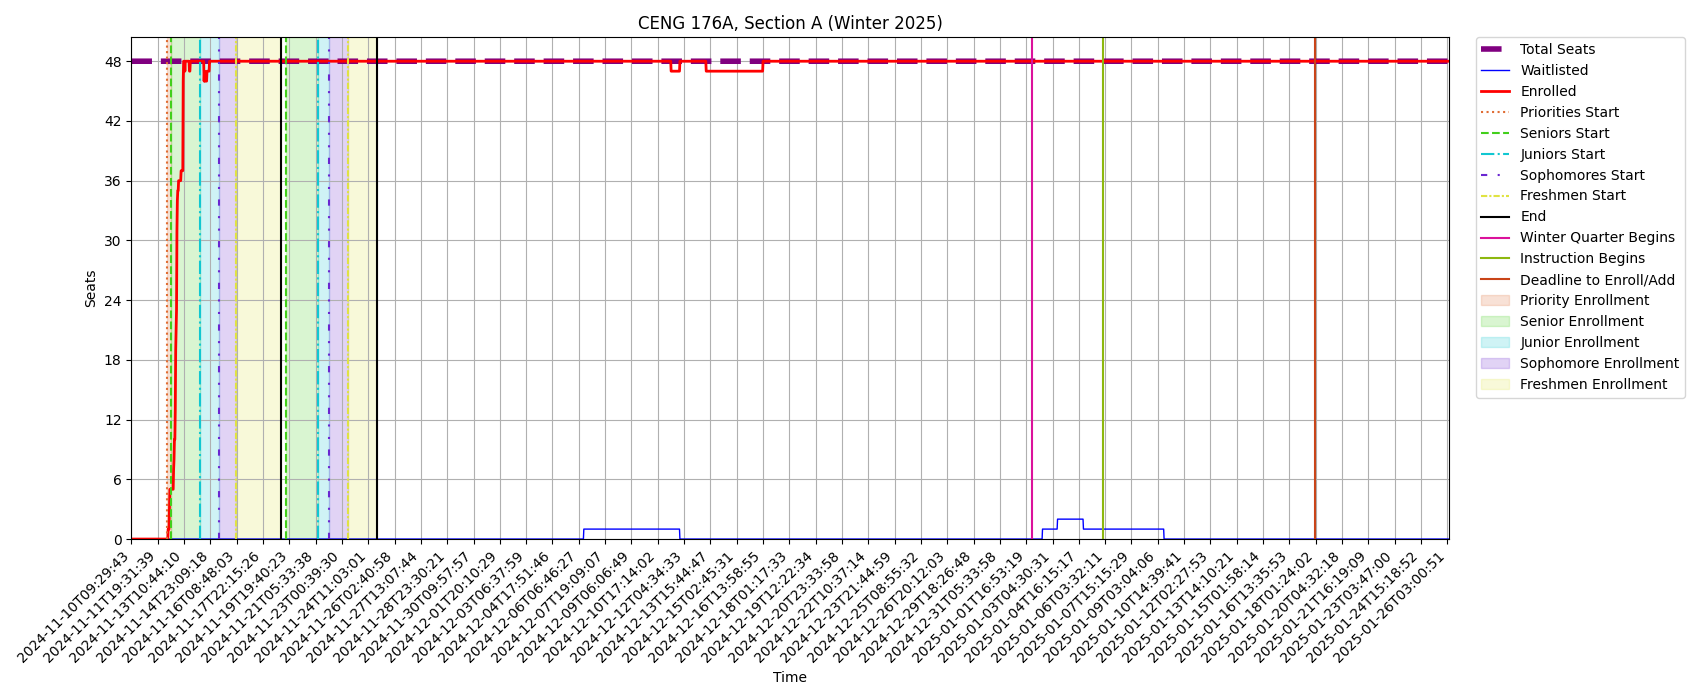 CENG 176A, Section A (Winter 2025)
Seats
48
42
36
30
24
18
12
6
0
2024-11-10T09:29:43
2024-11-11T19:31:39
2024-11-13T10:44:10
2024-11-14T23:09:18
2024-11-16T08:48:03
2024-11-17T22:15:26
2024-11-19T19:40:23
2024-11-21T05:33:38
2024-11-23T00:39:30
2024-11-24T11:03:01
2024-11-26T02:40:58
2024-11-27T13:07:44
2024-11-28T23:30:21
2024-11-30T09:57:57
2024-12-01T20:10:29
2024-12-03T06:37:59
2024-12-04T17:51:46
2024-12-06T06:46:27
2024-12-07T19:09:07
2024-12-09T06:06:49
2024-12-10T17:14:02
2024-12-12T04:34:33
2024-12-13T15:44:47
2024-12-15T02:45:31
2024-12-16T13:58:55
2024-12-18T01:17:33
2024-12-19T12:22:34
2024-12-20T23:33:58
2024-12-22T10:37:14
2024-12-23T21:44:59
2024-12-25T08:55:32
2024-12-26T20:12:03
2024-12-29T18:26:48
2024-12-31T05:33:58
2025-01-01T16:53:19
2025-01-03T04:30:31
2025-01-04T16:15:17
2025-01-06T03:32:11
2025-01-07T15:15:29
2025-01-09T03:04:06
2025-01-10T14:39:41
2025-01-12T02:27:53
2025-01-13T14:10:21
2025-01-15T01:58:14
2025-01-16T13:35:53
2025-01-18T01:24:02
2025-01-20T04:32:18
2025-01-21T16:19:09
2025-01-23T03:47:00
2025-01-24T15:18:52
2025-01-26T03:00:51
Time
Total Seats
Waitlisted
Enrolled
Priorities Start
Seniors Start
Juniors Start
Sophomores Start
Freshmen Start
End
Winter Quarter Begins
Instruction Begins
Deadline to Enroll/Add
Priority Enrollment
Senior Enrollment
Junior Enrollment
Sophomore Enrollment
Freshmen Enrollment